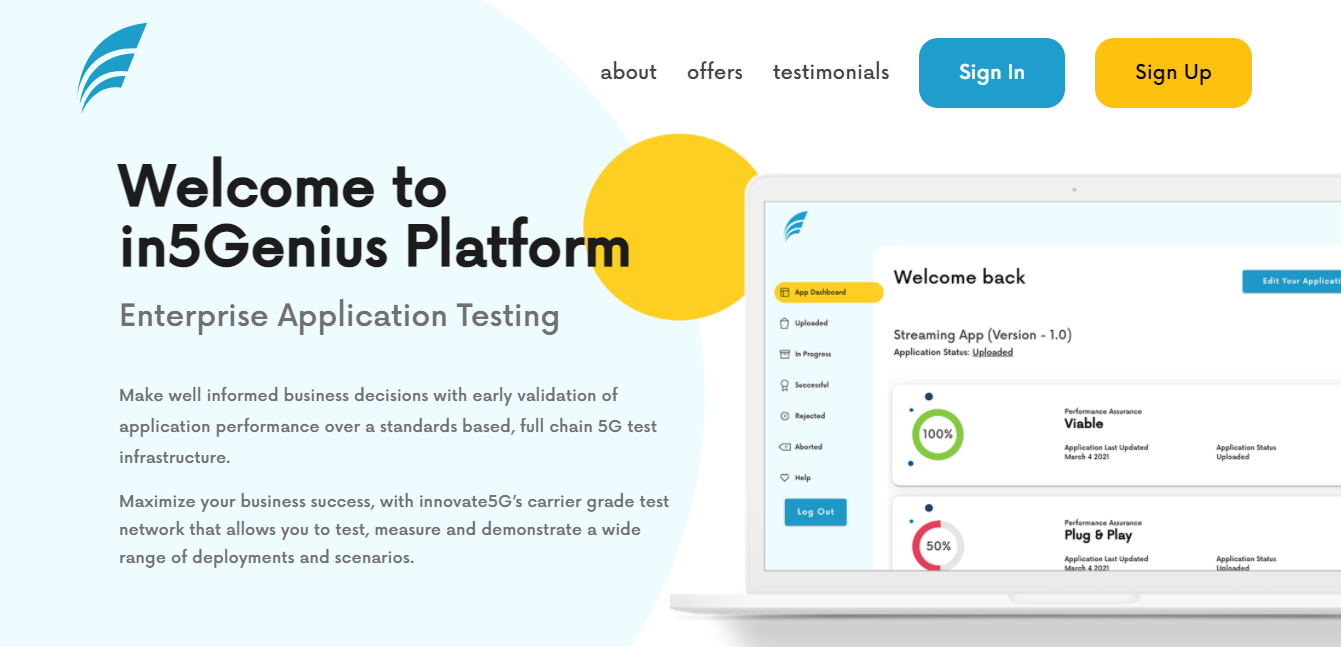 about offers testimonials Sign In Sign Up
Welcome to
in5Genius Platform
Enterprise Application Testing
Make well informed business decisions with early validation of
application performance over a standards based, full chain 5G test
infrastructure.
Maximize your business success, with innovate5G's carrier grade test
network that allows you to test, measure and demonstrate a wide
range of deployments and scenarios.
App Dashboard
Uploaded
In Progress
Successful
Rejected
Aborted
Help
Log Out
Welcome back
Edit Your Applicati
Streaming App (Version - 1.0)
Application Status: Uploaded
100%
Performance Assurance
Viable
Application Last Updated
March 4 2021
Application Status
Uploaded
50%
Performance Assurance
Plug & Play
Application Last Updated
March 4 2021
Application Status
Uploaded